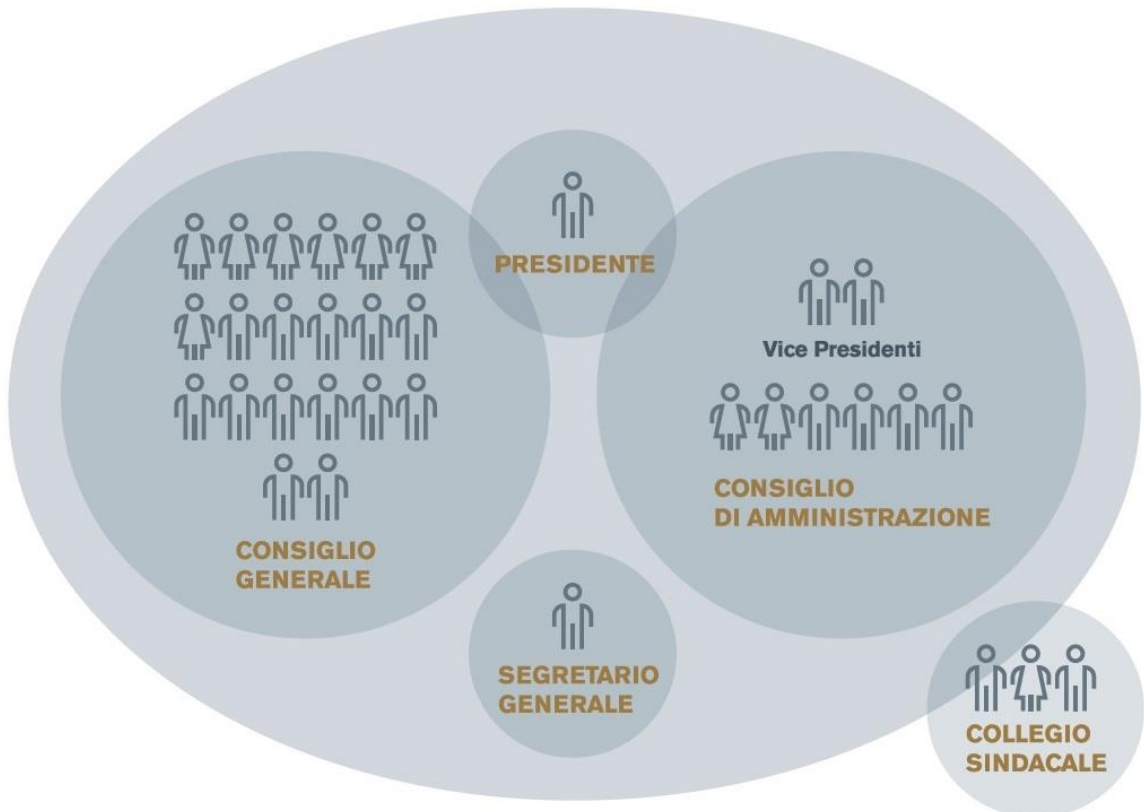 PRESIDENTE
Vice Presidenti
CONSIGLIO
GENERALE
CONSIGLIO
DI AMMINISTRAZIONE
SEGRETARIO
GENERALE
COLLEGIO
SINDACALE